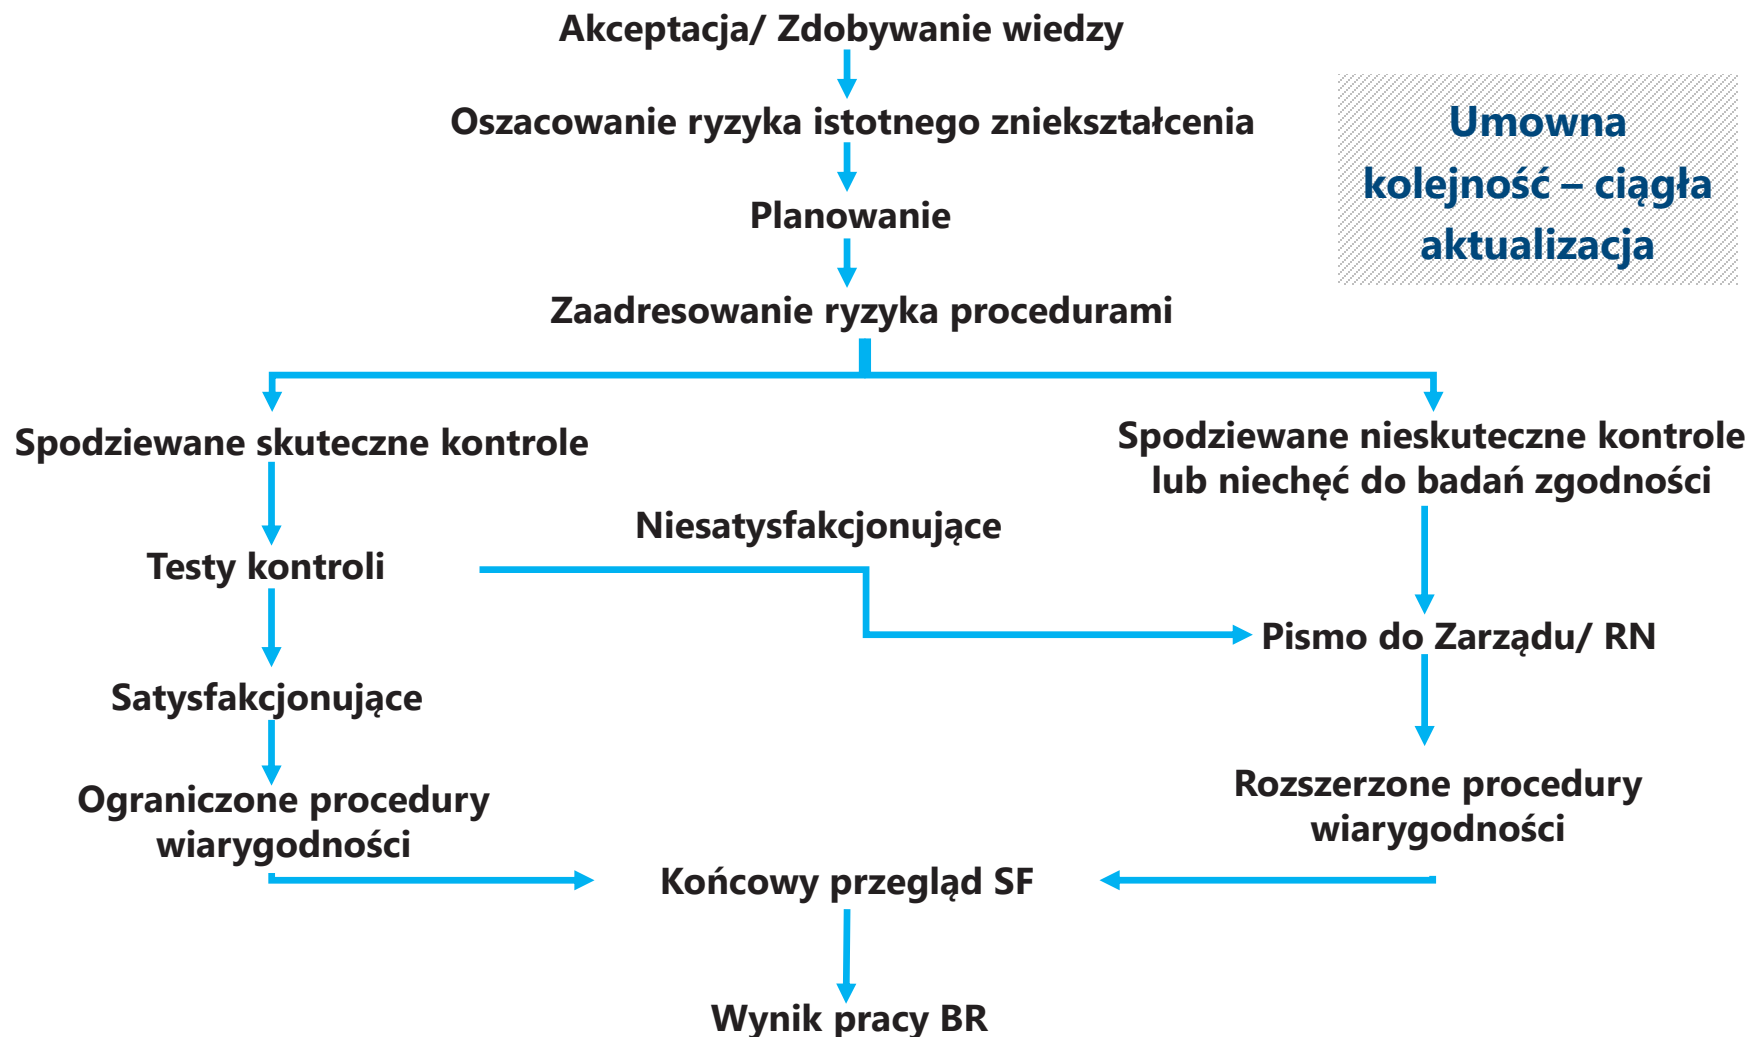 Akceptacja/ Zdobywanie wiedzy
Oszacowanie ryzyka istotnego zniekształcenia
Umowna
kolejność – ciągła
aktualizacja
Planowanie
Zaadresowanie ryzyka procedurami
Spodziewane skuteczne kontrole
Spodziewane nieskuteczne kontrole
lub niechęć do badań zgodności
Niesatysfakcjonujące
Testy kontroli
Pismo do Zarządu/ RN
Satysfakcjonujące
Ograniczone procedury
wiarygodności
Rozszerzone procedury
wiarygodności
Końcowy przegląd SF
Wynik pracy BR